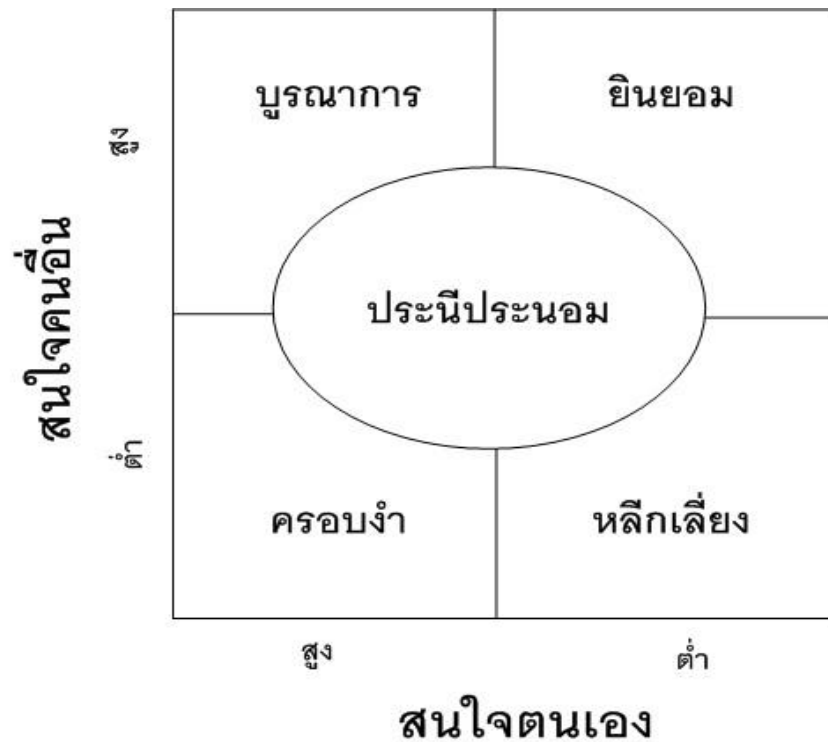 บูรณาการ
ยินยอม
สูง
สนใจคนอื่น
ประนีประนอม
ต่ำ
ครอบงำ
หลีกเลี่ยง
สูง
ต่ำ
สนใจตนเอง